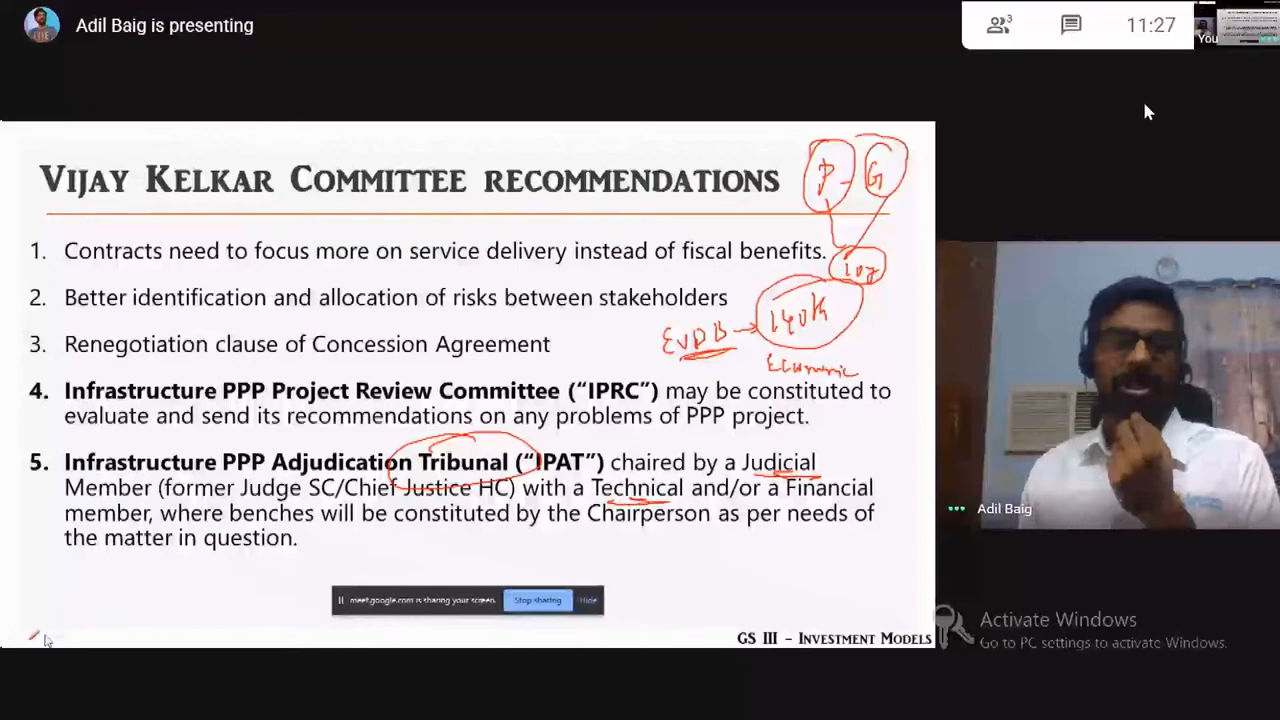 Adil Baig is presenting
3
11:27
You
VIJAY KELKAR COMMITTEE RECOMMENDATIONS
P - G
1. Contracts need to focus more on service delivery instead of fiscal benefits.
2. Better identification and allocation of risks between stakeholders
3. Renegotiation clause of Concession Agreement
Economic
4. Infrastructure PPP Project Review Committee (“IPRC”) may be constituted to
evaluate and send its recommendations on any problems of PPP project.
5. Infrastructure PPP Adjudication Tribunal (“IPAT”) chaired by a Judicial
Member (former Judge SC/Chief Justice HC) with a Technical and/or a Financial
member, where benches will be constituted by the Chairperson as per needs of
the matter in question.
Adil Baig
meet.google.com is sharing your screen.
Stop sharing
Hide
GS III – INVESTMENT MODELS
Activate Windows
Go to PC settings to activate Windows.